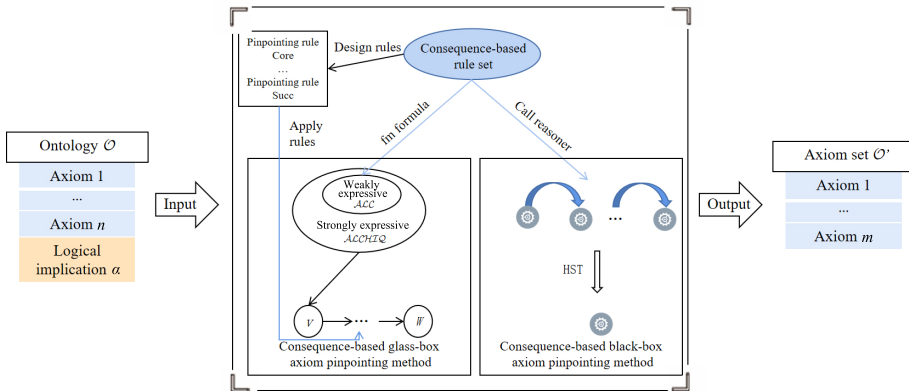 Ontology 𝒪
Axiom 1
...
Axiom n
Logical
implication α
Input
Pinpointing rule
Core
...
Pinpointing rule
Succ
Design rules
Consequence-based
rule set
Apply
rules
fm formula
Call reasoner
Weakly
expressive
𝒜ℒ𝒞
Strongly expressive
𝒜ℒ𝒞ℋℐ𝒬
V
...
W
Consequence-based glass-box
axiom pinpointing method
...
HST
Consequence-based black-box
axiom pinpointing method
Output
Axiom set 𝒪’
Axiom 1
...
Axiom m